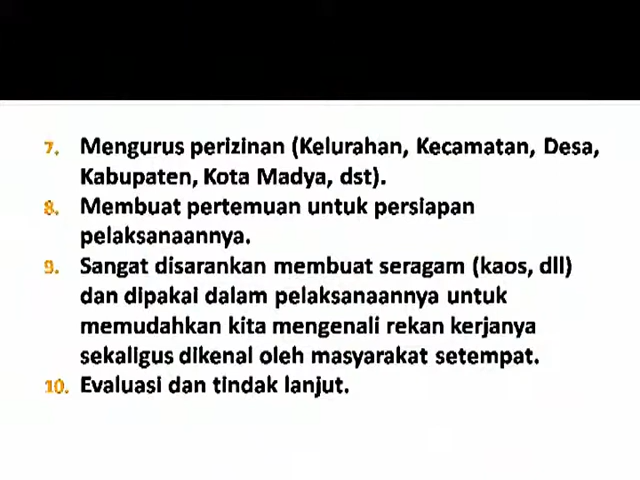 7. Mengurus perizinan (Kelurahan, Kecamatan, Desa,
Kabupaten, Kota Madya, dst).
8. Membuat pertemuan untuk persiapan
pelaksanaannya.
9. Sangat disarankan membuat seragam (kaos, dll)
dan dipakai dalam pelaksanaannya untuk
memudahkan kita mengenali rekan kerjanya
sekaligus dikenal oleh masyarakat setempat.
10. Evaluasi dan tindak lanjut.